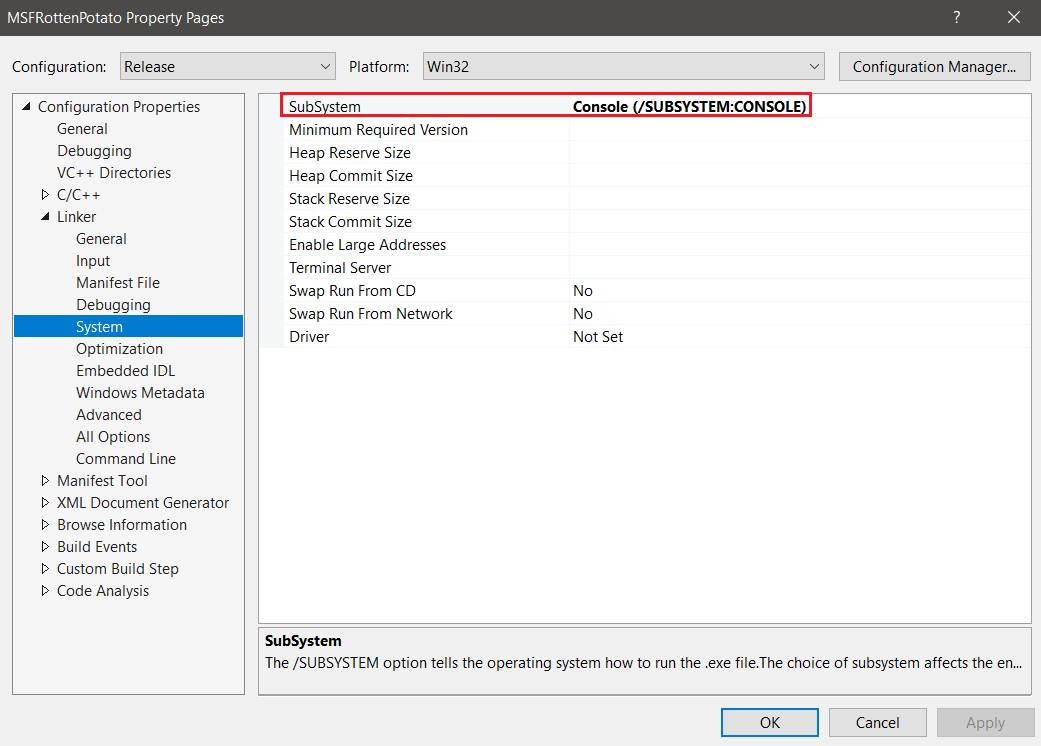 MSFRottenPotato Property Pages
?
Configuration: Release Platform: Win32 Configuration Manager...
Configuration Properties
General
Debugging
VC++ Directories
C/C++
Linker
General
Input
Manifest File
Debugging
System
Optimization
Embedded IDL
Windows Metadata
Advanced
All Options
Command Line
Manifest Tool
XML Document Generator
Browse Information
Build Events
Custom Build Step
Code Analysis
SubSystem Console (/SUBSYSTEM:CONSOLE)
Minimum Required Version
Heap Reserve Size
Heap Commit Size
Stack Reserve Size
Stack Commit Size
Enable Large Addresses
Terminal Server
Swap Run From CD No
Swap Run From Network No
Driver Not Set
SubSystem
The /SUBSYSTEM option tells the operating system how to run the .exe file.The choice of subsystem affects the en...
OK Cancel Apply